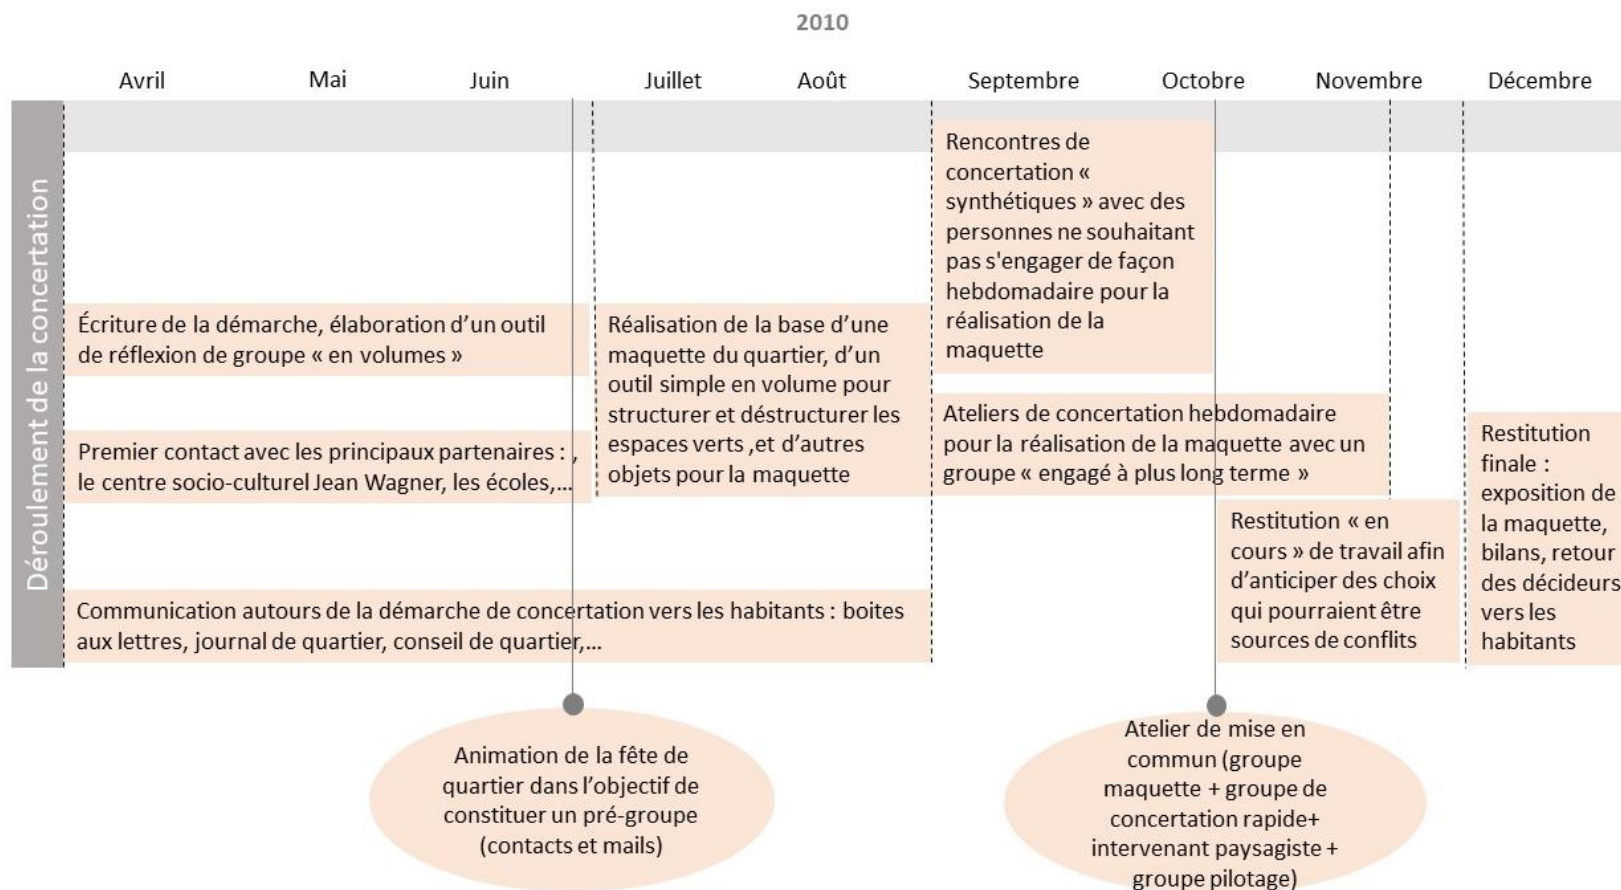 2010
Avril
Mai
Juin
Juillet
Août
Septembre
Octobre
Novembre
Décembre
Déroulement de la concertation
Écriture de la démarche, élaboration d’un outil
de réflexion de groupe « en volumes »
Premier contact avec les principaux partenaires : ,
le centre socio-culturel Jean Wagner, les écoles,…
Communication autours de la démarche de concertation vers les habitants : boites
aux lettres, journal de quartier, conseil de quartier,…
Réalisation de la base d’une
maquette du quartier, d’un
outil simple en volume pour
structurer et déstructurer les
espaces verts ,et d’autres
objets pour la maquette
Rencontres de
concertation «
synthétiques » avec des
personnes ne souhaitant
pas s'engager de façon
hebdomadaire pour la
réalisation de la
maquette
Ateliers de concertation hebdomadaire
pour la réalisation de la maquette avec un
groupe « engagé à plus long terme »
Restitution « en
cours » de travail afin
d’anticiper des choix
qui pourraient être
sources de conflits
Restitution
finale :
exposition de
la maquette,
bilans, retour
des décideurs
vers les
habitants
Animation de la fête de
quartier dans l’objectif de
constituer un pré-groupe
(contacts et mails)
Atelier de mise en
commun (groupe
maquette + groupe de
concertation rapide+
intervenant paysagiste +
groupe pilotage)